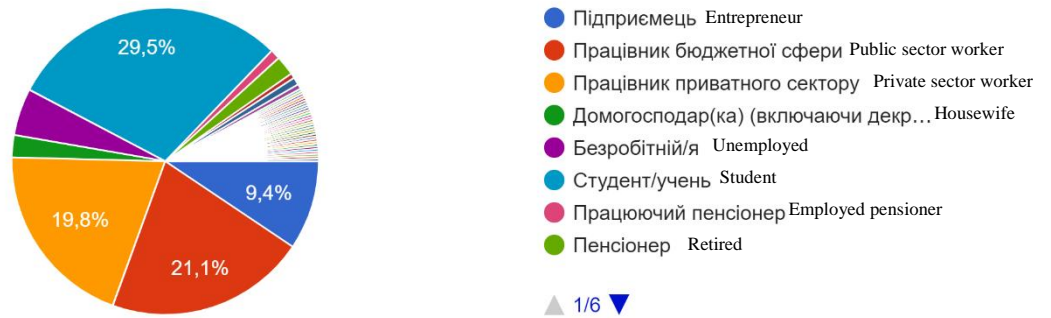 29,5%
19,8%
21,1%
9,4%
Підприємець Entrepreneur
Працівник бюджетної сфери Public sector worker
Працівник приватного сектору Private sector worker
Домогосподар(ка) (включаючи декр... Housewife
Безробітній/я Unemployed
Студент/учень Student
Працюючий пенсіонер Employed pensioner
Пенсіонер Retired
1/6